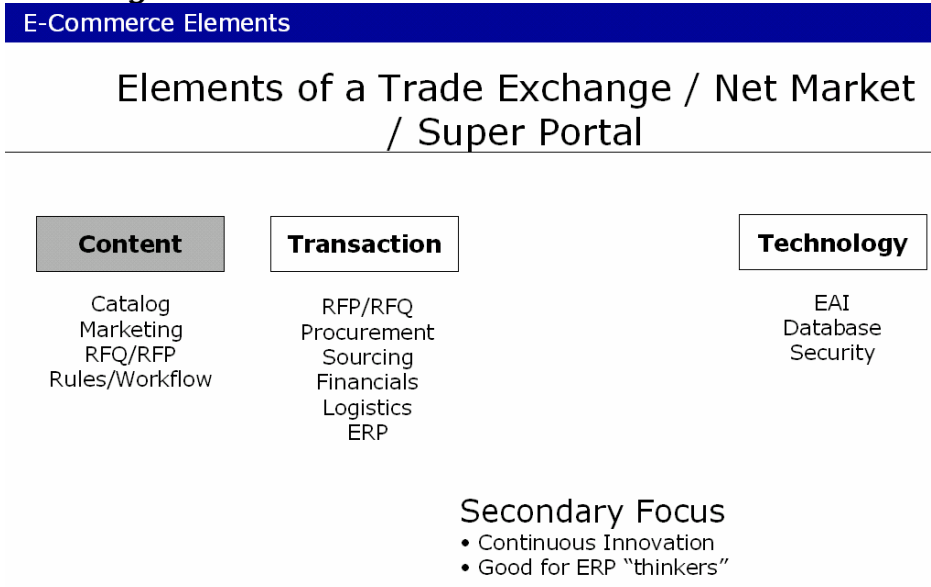 E-Commerce Elements
Elements of a Trade Exchange / Net Market
/ Super Portal
Content
Catalog
Marketing
RFQ/RFP
Rules/Workflow
Transaction
RFP/RFQ
Procurement
Sourcing
Financials
Logistics
ERP
Technology
EAI
Database
Security
Secondary Focus
• Continuous Innovation
• Good for ERP “thinkers”